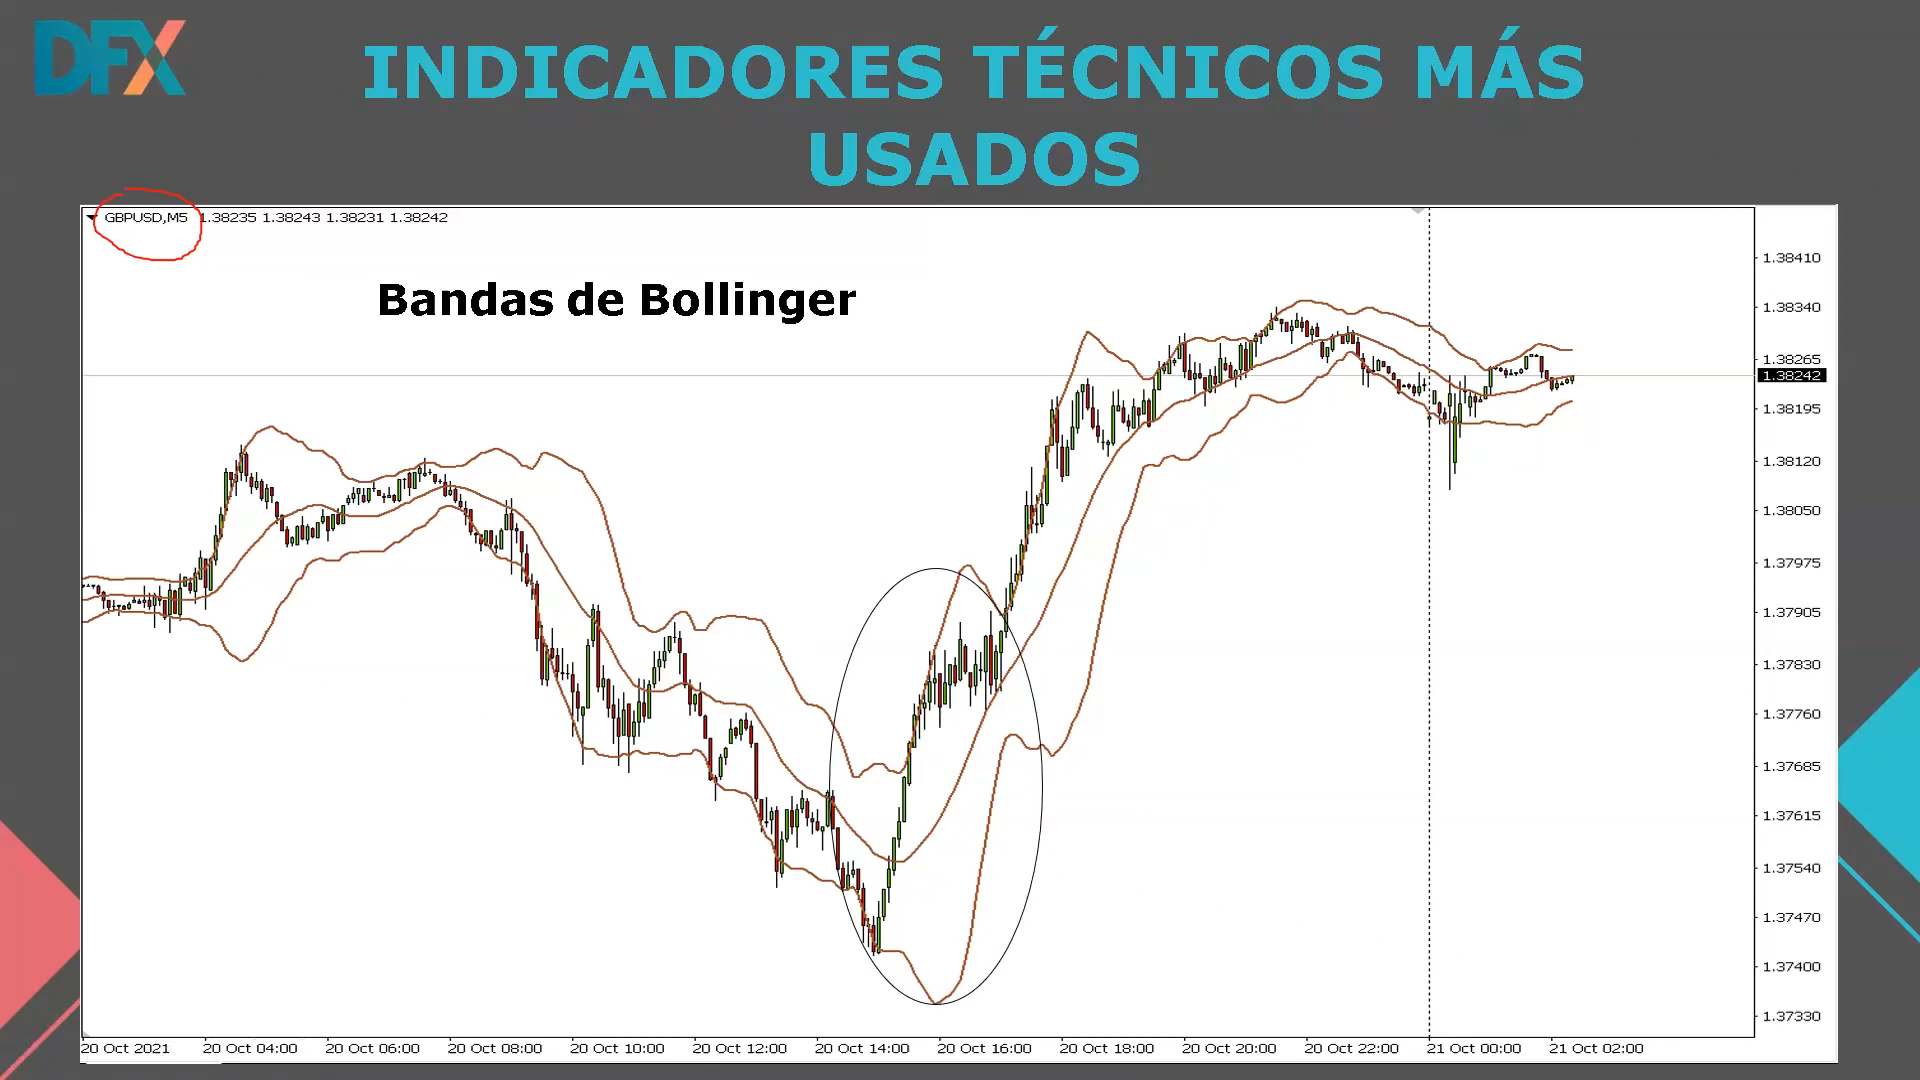 DFX
INDICADORES TÉCNICOS MÁS
USADOS
GBPUSD,M5 1.38235 1.38243 1.38231 1.38242
Bandas de Bollinger
1.38410
1.38340
1.38265
1.38242
1.38195
1.38120
1.38050
1.37975
1.37905
1.37830
1.37760
1.37685
1.37615
1.37540
1.37470
1.37400
1.37330
20 Oct 2021 20 Oct 04:00 20 Oct 06:00 20 Oct 08:00 20 Oct 10:00 20 Oct 12:00 20 Oct 14:00 20 Oct 16:00 20 Oct 18:00 20 Oct 20:00 20 Oct 22:00 21 Oct 00:00 21 Oct 02:00